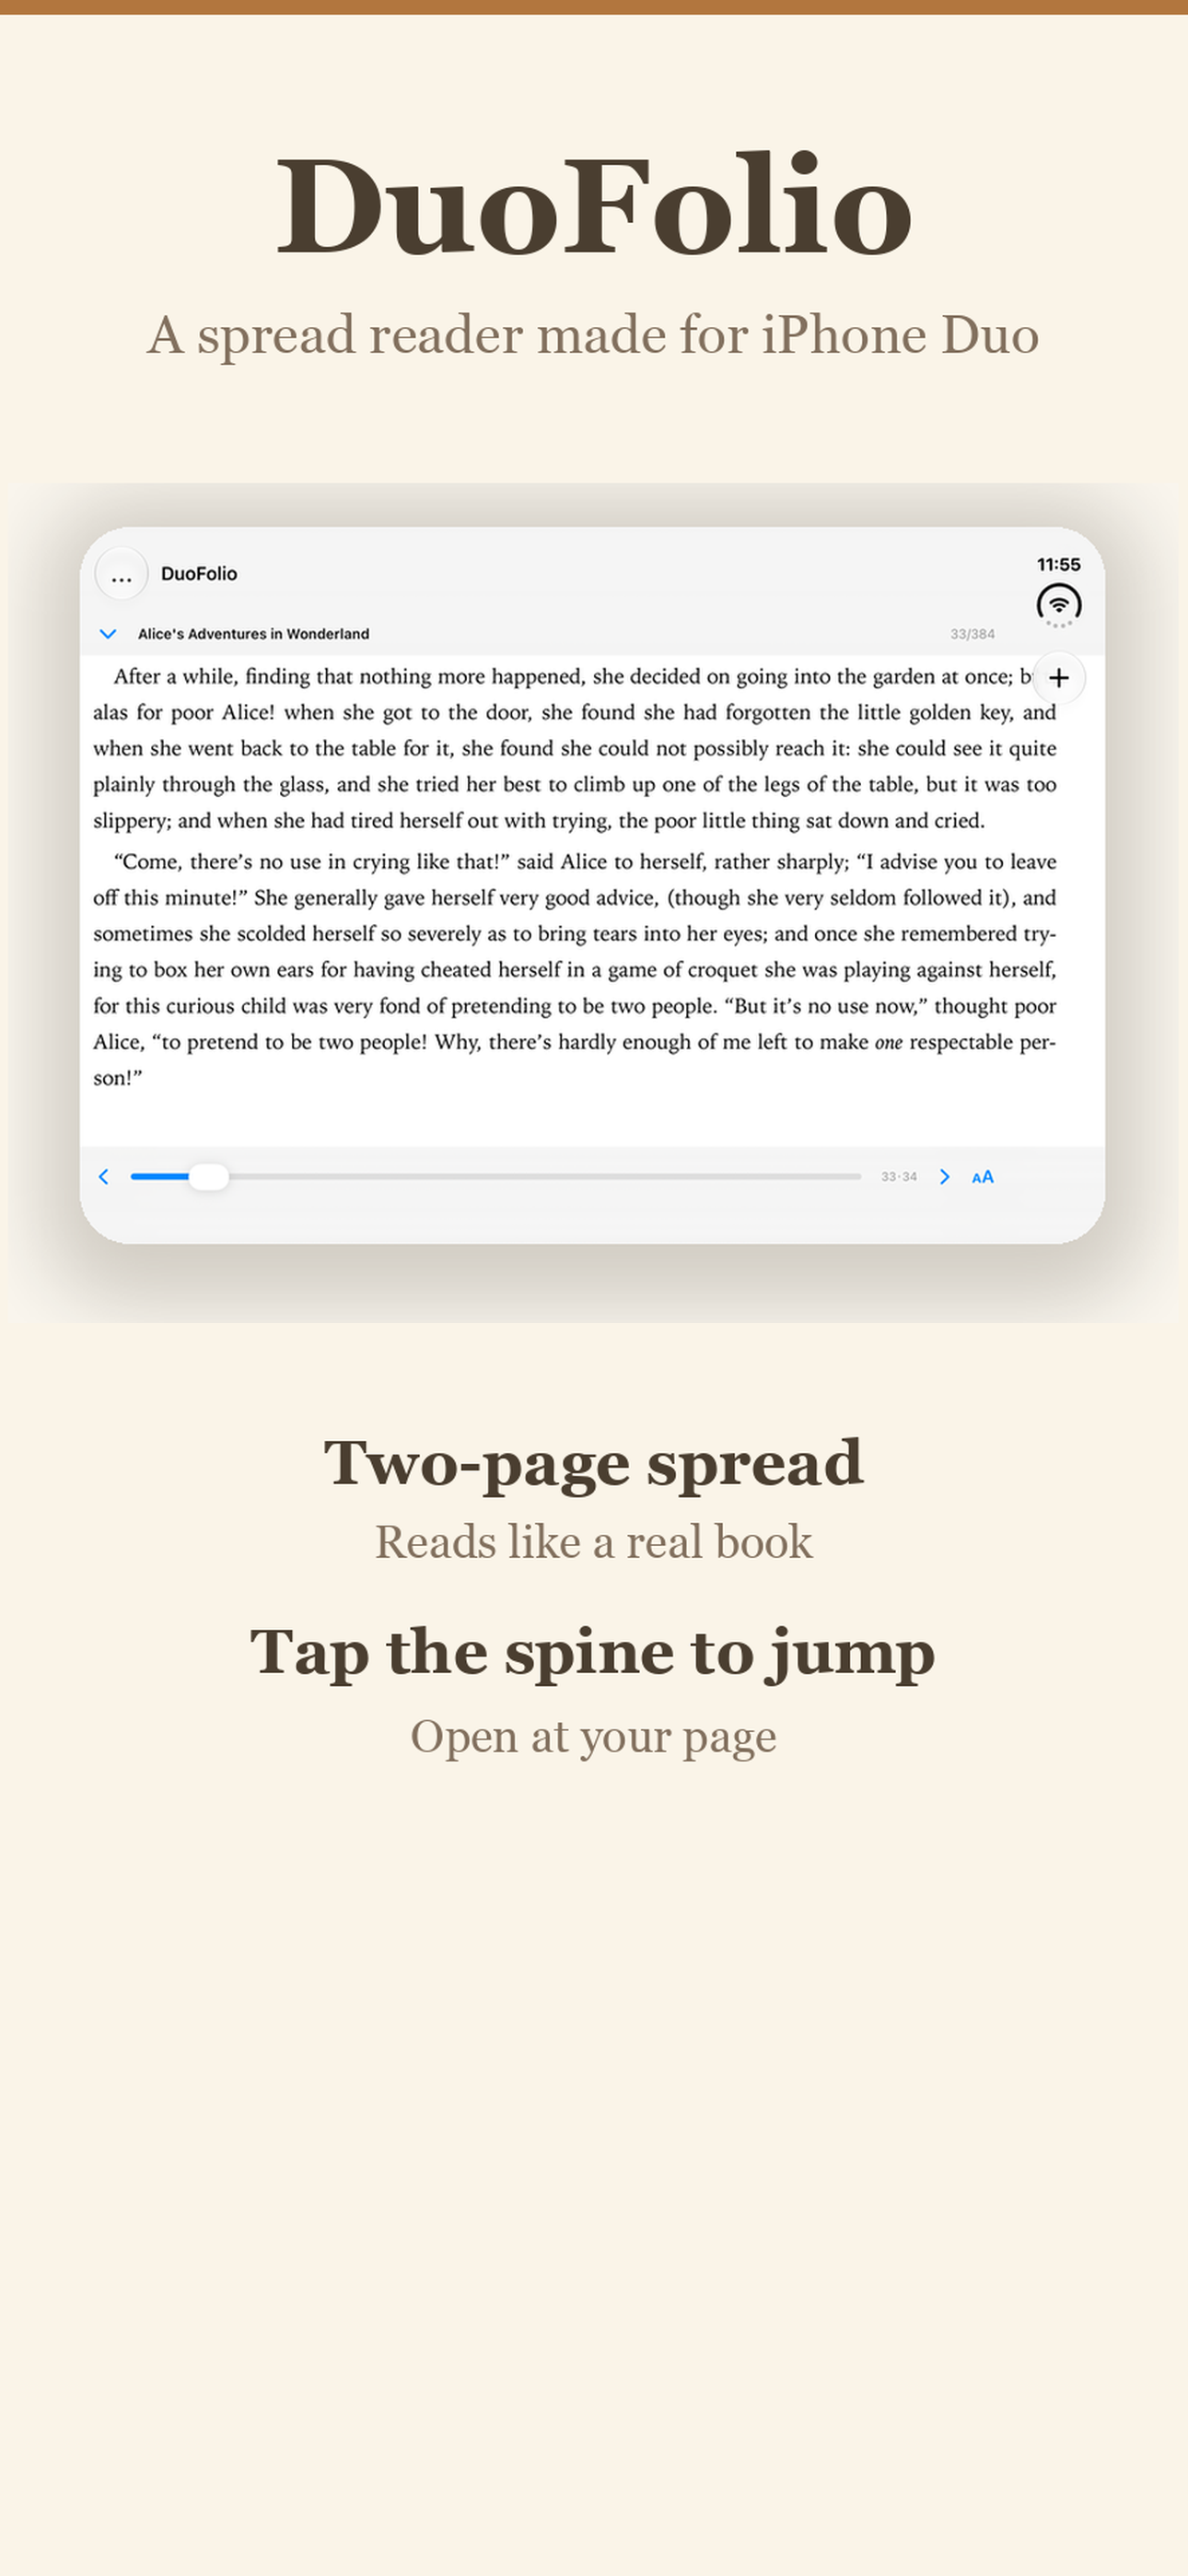 DuoFolio
A spread reader made for iPhone Duo
... DuoFolio
11:55
Alice's Adventures in Wonderland 33/384
After a while, finding that nothing more happened, she decided on going into the garden at once;
alas for poor Alice! when she got to the door, she found she had forgotten the little golden key, and
when she went back to the table for it, she found she could not possibly reach it: she could see it quite
plainly through the glass, and she tried her best to climb up one of the legs of the table, but it was too
slippery; and when she had tired herself out with trying, the poor little thing sat down and cried.
“Come, there’s no use in crying like that!” said Alice to herself, rather sharply; “I advise you to leave
off this minute!” She generally gave herself very good advice, (though she very seldom followed it), and
sometimes she scolded herself so severely as to bring tears into her eyes; and once she remembered try-
ing to box her own ears for having cheated herself in a game of croquet she was playing against herself,
for this curious child was very fond of pretending to be two people. “But it’s no use now,” thought poor
Alice, “to pretend to be two people! Why, there’s hardly enough of me left to make one respectable per-
son!”
33-34 AA
Two-page spread
Reads like a real book
Tap the spine to jump
Open at your page